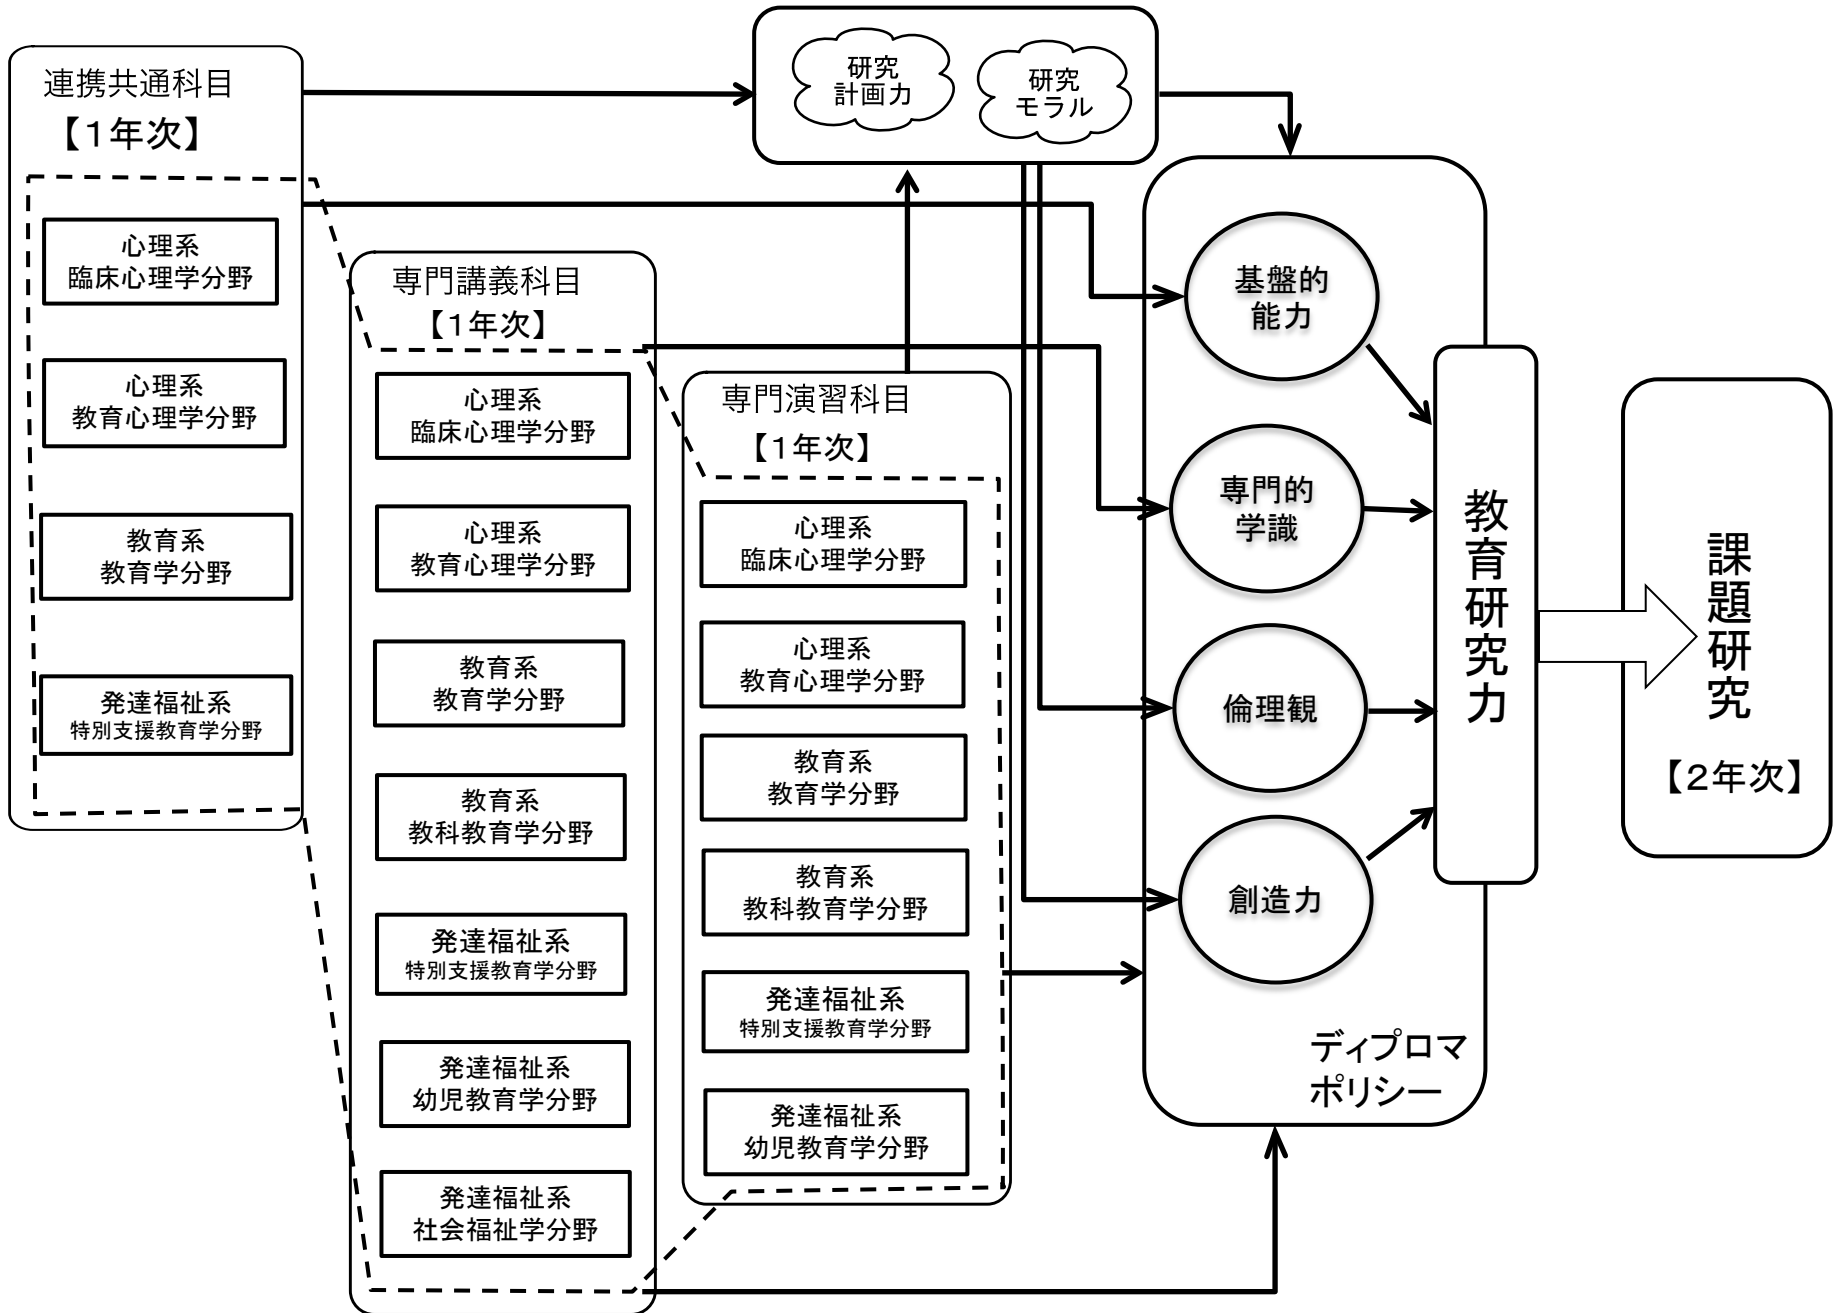 連携共通科目
【１年次】
心理系
臨床心理学分野
心理系
教育心理学分野
教育系
教育学分野
発達福祉系
特別支援教育学分野
専門講義科目
【１年次】
心理系
臨床心理学分野
心理系
教育心理学分野
教育系
教育学分野
教育系
教科教育学分野
発達福祉系
特別支援教育学分野
発達福祉系
幼児教育学分野
発達福祉系
社会福祉学分野
専門演習科目
【１年次】
心理系
臨床心理学分野
心理系
教育心理学分野
教育系
教育学分野
教育系
教科教育学分野
発達福祉系
特別支援教育学分野
発達福祉系
幼児教育学分野
研究
計画力
研究
モラル
基盤的
能力
専門的
学識
倫理観
創造力
ディプロマ
ポリシー
教育研究力
課題研究
【２年次】